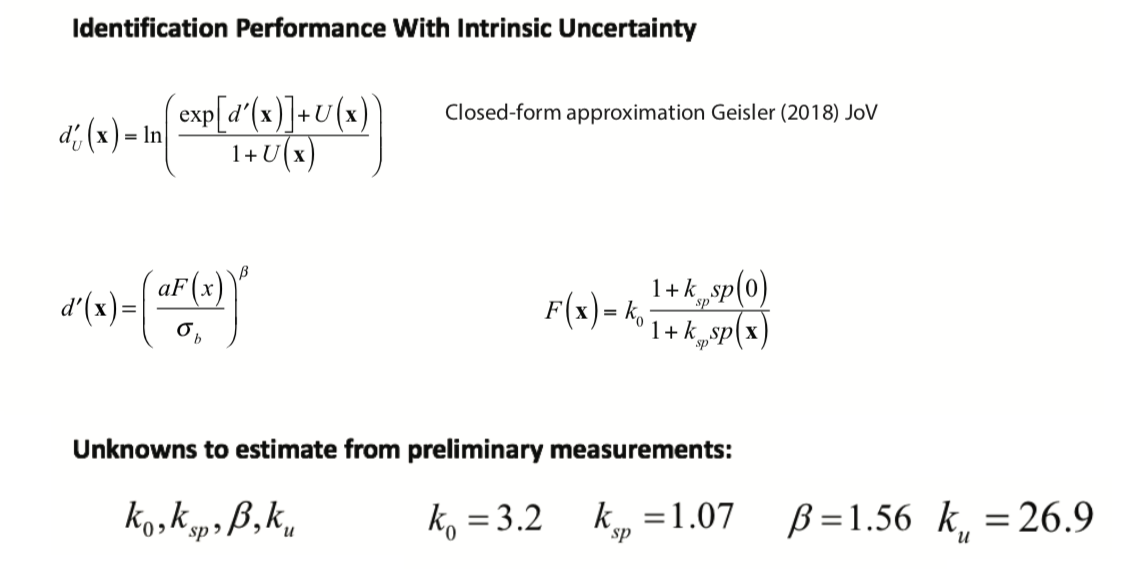 Identification Performance With Intrinsic Uncertainty
d′_U(x) = ln( (exp[d′(x)] + U(x)) / (1 + U(x)) )
Closed-form approximation Geisler (2018) JoV
d′(x) = ( aF(x) / σ_b )^β
F(x) = k_0 (1 + k_sp sp(0)) / (1 + k_sp sp(x))
Unknowns to estimate from preliminary measurements:
k_0, k_sp, β, k_u k_0 = 3.2 k_sp = 1.07 β = 1.56 k_u = 26.9